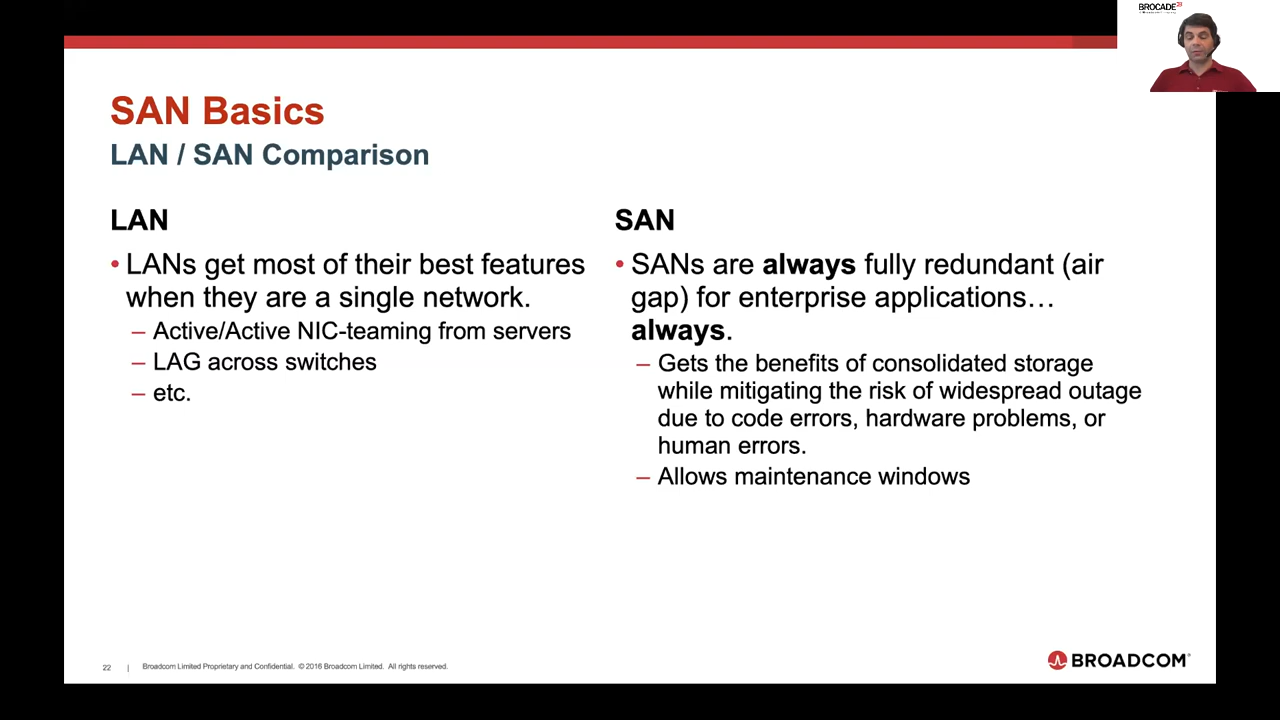 BROCADE
SAN Basics
LAN / SAN Comparison
LAN
• LANs get most of their best features
when they are a single network.
– Active/Active NIC-teaming from servers
– LAG across switches
– etc.
SAN
• SANs are always fully redundant (air
gap) for enterprise applications…
always.
– Gets the benefits of consolidated storage
while mitigating the risk of widespread outage
due to code errors, hardware problems, or
human errors.
– Allows maintenance windows
22 | Broadcom Limited Proprietary and Confidential. © 2016 Broadcom Limited. All rights reserved.
BROADCOM